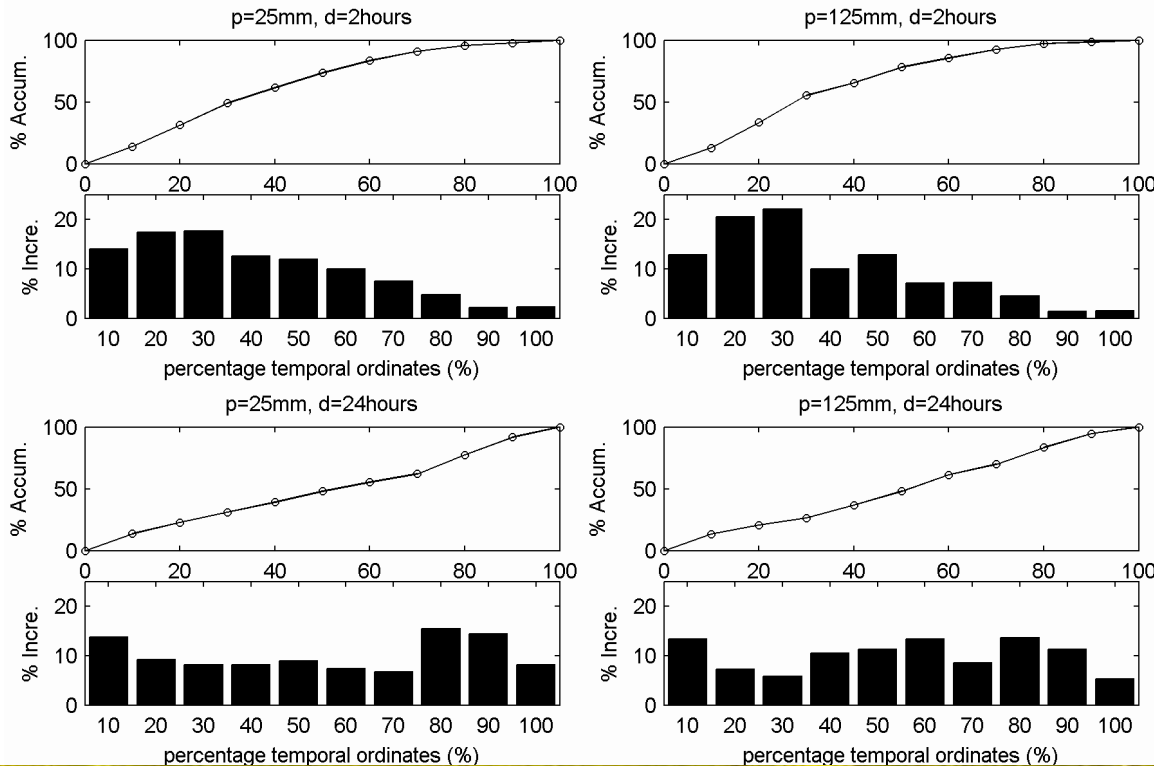 p=25mm, d=2hours
% Accum.
100
50
0
0 20 40 60 80 100
% Incre.
20
10
0
10 20 30 40 50 60 70 80 90 100
percentage temporal ordinates (%)
p=125mm, d=2hours
% Accum.
100
50
0
0 20 40 60 80 100
% Incre.
20
10
0
10 20 30 40 50 60 70 80 90 100
percentage temporal ordinates (%)
p=25mm, d=24hours
% Accum.
100
50
0
0 20 40 60 80 100
% Incre.
20
10
0
10 20 30 40 50 60 70 80 90 100
percentage temporal ordinates (%)
p=125mm, d=24hours
% Accum.
100
50
0
0 20 40 60 80 100
% Incre.
20
10
0
10 20 30 40 50 60 70 80 90 100
percentage temporal ordinates (%)